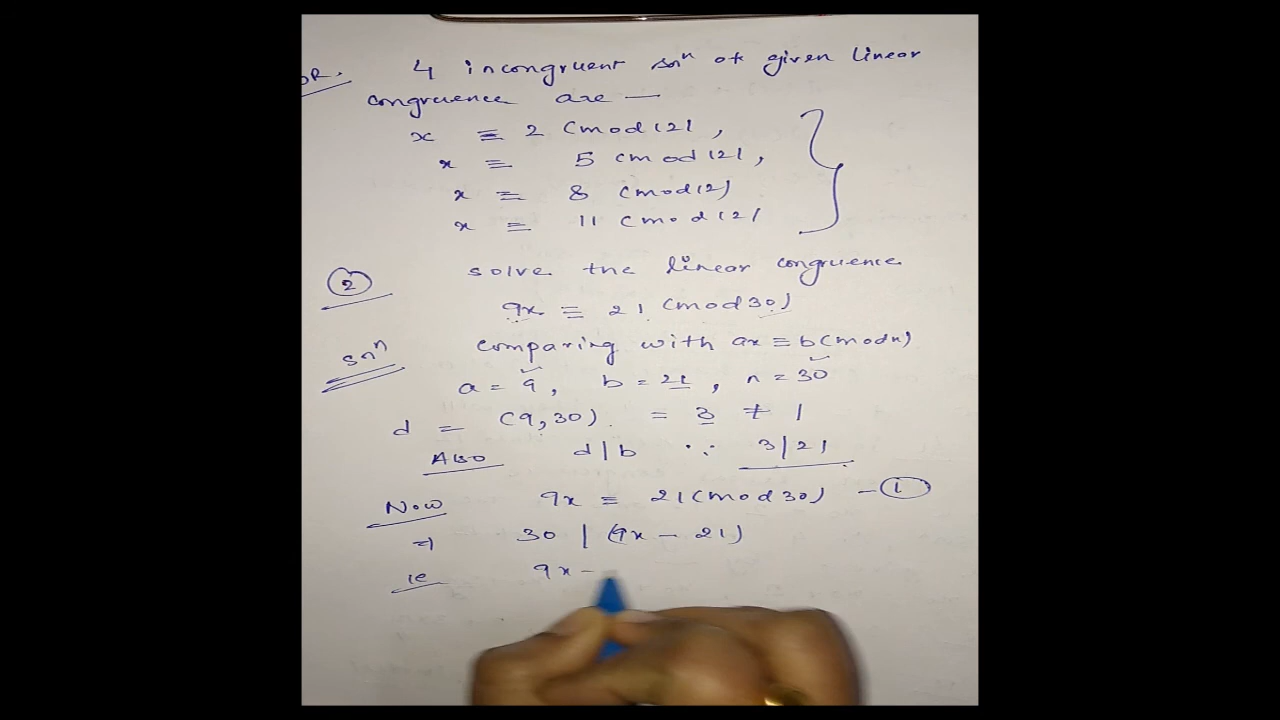 OR. 4 incongruent soln of given linear
congruence are —
x ≡ 2 (mod 12),
x ≡ 5 (mod 12),
x ≡ 8 (mod 12)
x ≡ 11 (mod 12)
② solve the linear congruence
9x ≡ 21 (mod 30)
Soln comparing with ax ≡ b (mod n)
a = 9, b = 21, n = 30
d = (9, 30) = 3 ≠ 1
Also d | b ∵ 3 | 21
Now 9x ≡ 21 (mod 30) — ①
⇒ 30 | (9x − 21)
ie 9x −